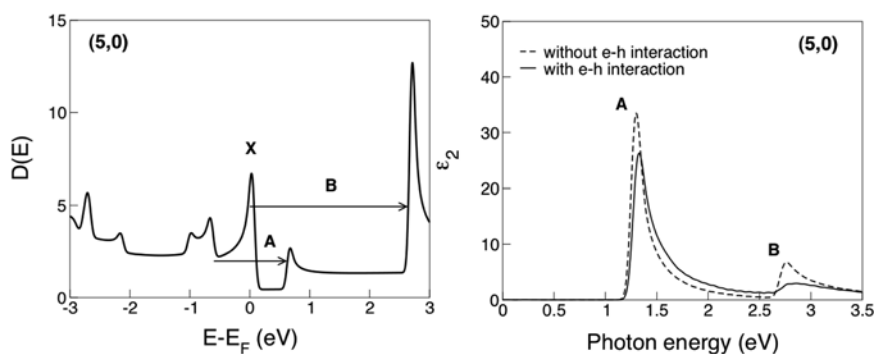 (5,0)
15
10
5
0
D(E)
X
B
A
-3
-2
-1
0
1
2
3
E-E_F (eV)
(5,0)
without e-h interaction
with e-h interaction
50
40
30
20
10
0
ε₂
A
B
0
0.5
1
1.5
2
2.5
3
3.5
Photon energy (eV)